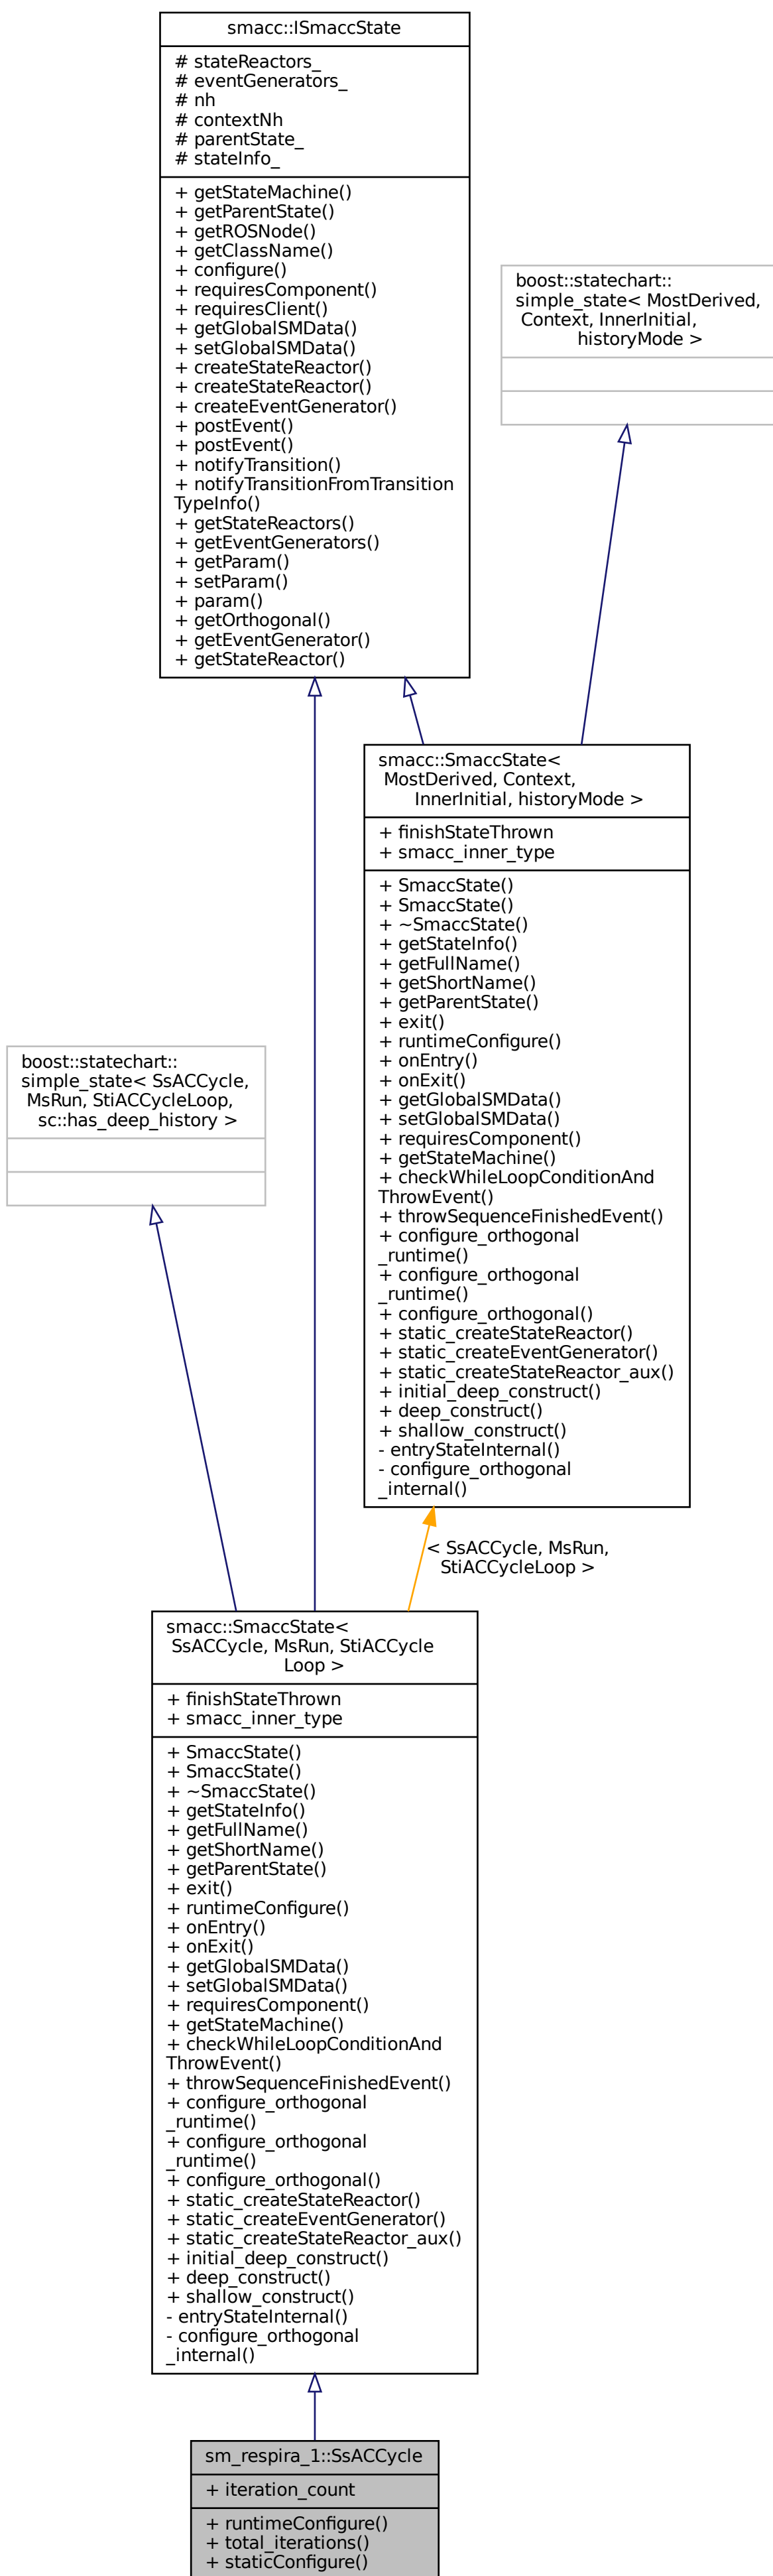 smacc::ISmaccState
# stateReactors_
# eventGenerators_
# nh
# contextNh
# parentState_
# stateInfo_
+ getStateMachine()
+ getParentState()
+ getROSNode()
+ getClassName()
+ configure()
+ requiresComponent()
+ requiresClient()
+ getGlobalSMData()
+ setGlobalSMData()
+ createStateReactor()
+ createStateReactor()
+ createEventGenerator()
+ postEvent()
+ postEvent()
+ notifyTransition()
+ notifyTransitionFromTransition
TypeInfo()
+ getStateReactors()
+ getEventGenerators()
+ getParam()
+ setParam()
+ param()
+ getOrthogonal()
+ getEventGenerator()
+ getStateReactor()
boost::statechart::
simple_state< MostDerived,
Context, InnerInitial,
historyMode >
smacc::SmaccState<
MostDerived, Context,
InnerInitial, historyMode >
+ finishStateThrown
+ smacc_inner_type
+ SmaccState()
+ SmaccState()
+ ~SmaccState()
+ getStateInfo()
+ getFullName()
+ getShortName()
+ getParentState()
+ exit()
+ runtimeConfigure()
+ onEntry()
+ onExit()
+ getGlobalSMData()
+ setGlobalSMData()
+ requiresComponent()
+ getStateMachine()
+ checkWhileLoopConditionAnd
ThrowEvent()
+ throwSequenceFinishedEvent()
+ configure_orthogonal
_runtime()
+ configure_orthogonal
_runtime()
+ configure_orthogonal()
+ static_createStateReactor()
+ static_createEventGenerator()
+ static_createStateReactor_aux()
+ initial_deep_construct()
+ deep_construct()
+ shallow_construct()
- entryStateInternal()
- configure_orthogonal
_internal()
boost::statechart::
simple_state< SsACCycle,
MsRun, StiACCycleLoop,
sc::has_deep_history >
< SsACCycle, MsRun,
StiACCycleLoop >
smacc::SmaccState<
SsACCycle, MsRun, StiACCycle
Loop >
+ finishStateThrown
+ smacc_inner_type
+ SmaccState()
+ SmaccState()
+ ~SmaccState()
+ getStateInfo()
+ getFullName()
+ getShortName()
+ getParentState()
+ exit()
+ runtimeConfigure()
+ onEntry()
+ onExit()
+ getGlobalSMData()
+ setGlobalSMData()
+ requiresComponent()
+ getStateMachine()
+ checkWhileLoopConditionAnd
ThrowEvent()
+ throwSequenceFinishedEvent()
+ configure_orthogonal
_runtime()
+ configure_orthogonal
_runtime()
+ configure_orthogonal()
+ static_createStateReactor()
+ static_createEventGenerator()
+ static_createStateReactor_aux()
+ initial_deep_construct()
+ deep_construct()
+ shallow_construct()
- entryStateInternal()
- configure_orthogonal
_internal()
sm_respira_1::SsACCycle
+ iteration_count
+ runtimeConfigure()
+ total_iterations()
+ staticConfigure()